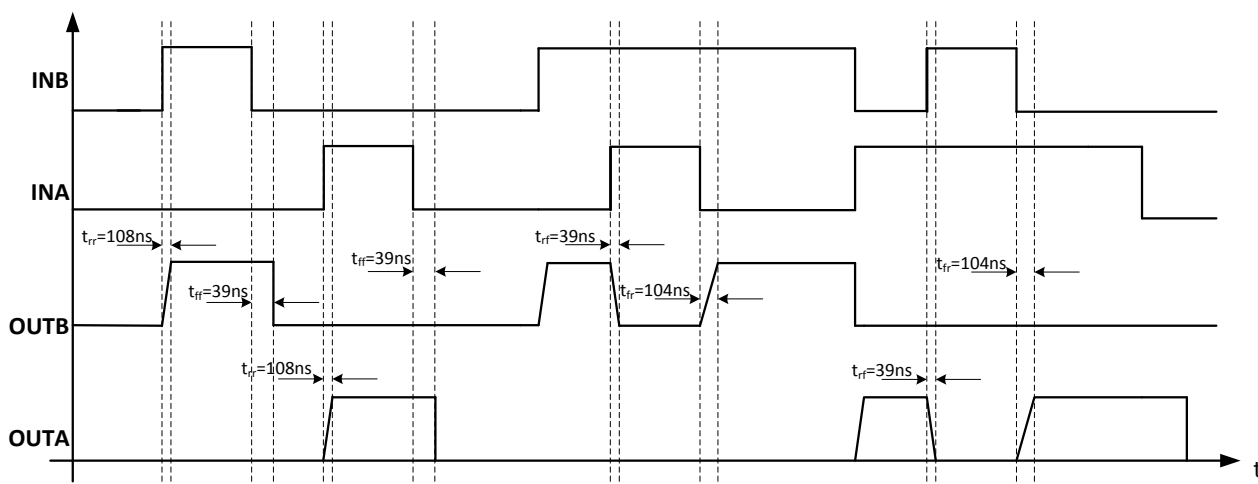 INB
INA
trr=108ns
tff=39ns
trf=39ns
tfr=104ns
tff=39ns
tfr=104ns
OUTB
trr=108ns
trf=39ns
OUTA
t